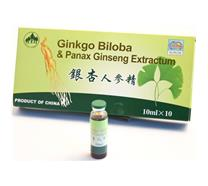 Ginkgo Biloba
& Panax Ginseng Extractum
銀杏人參精
PRODUCT OF CHINA
10ml×10